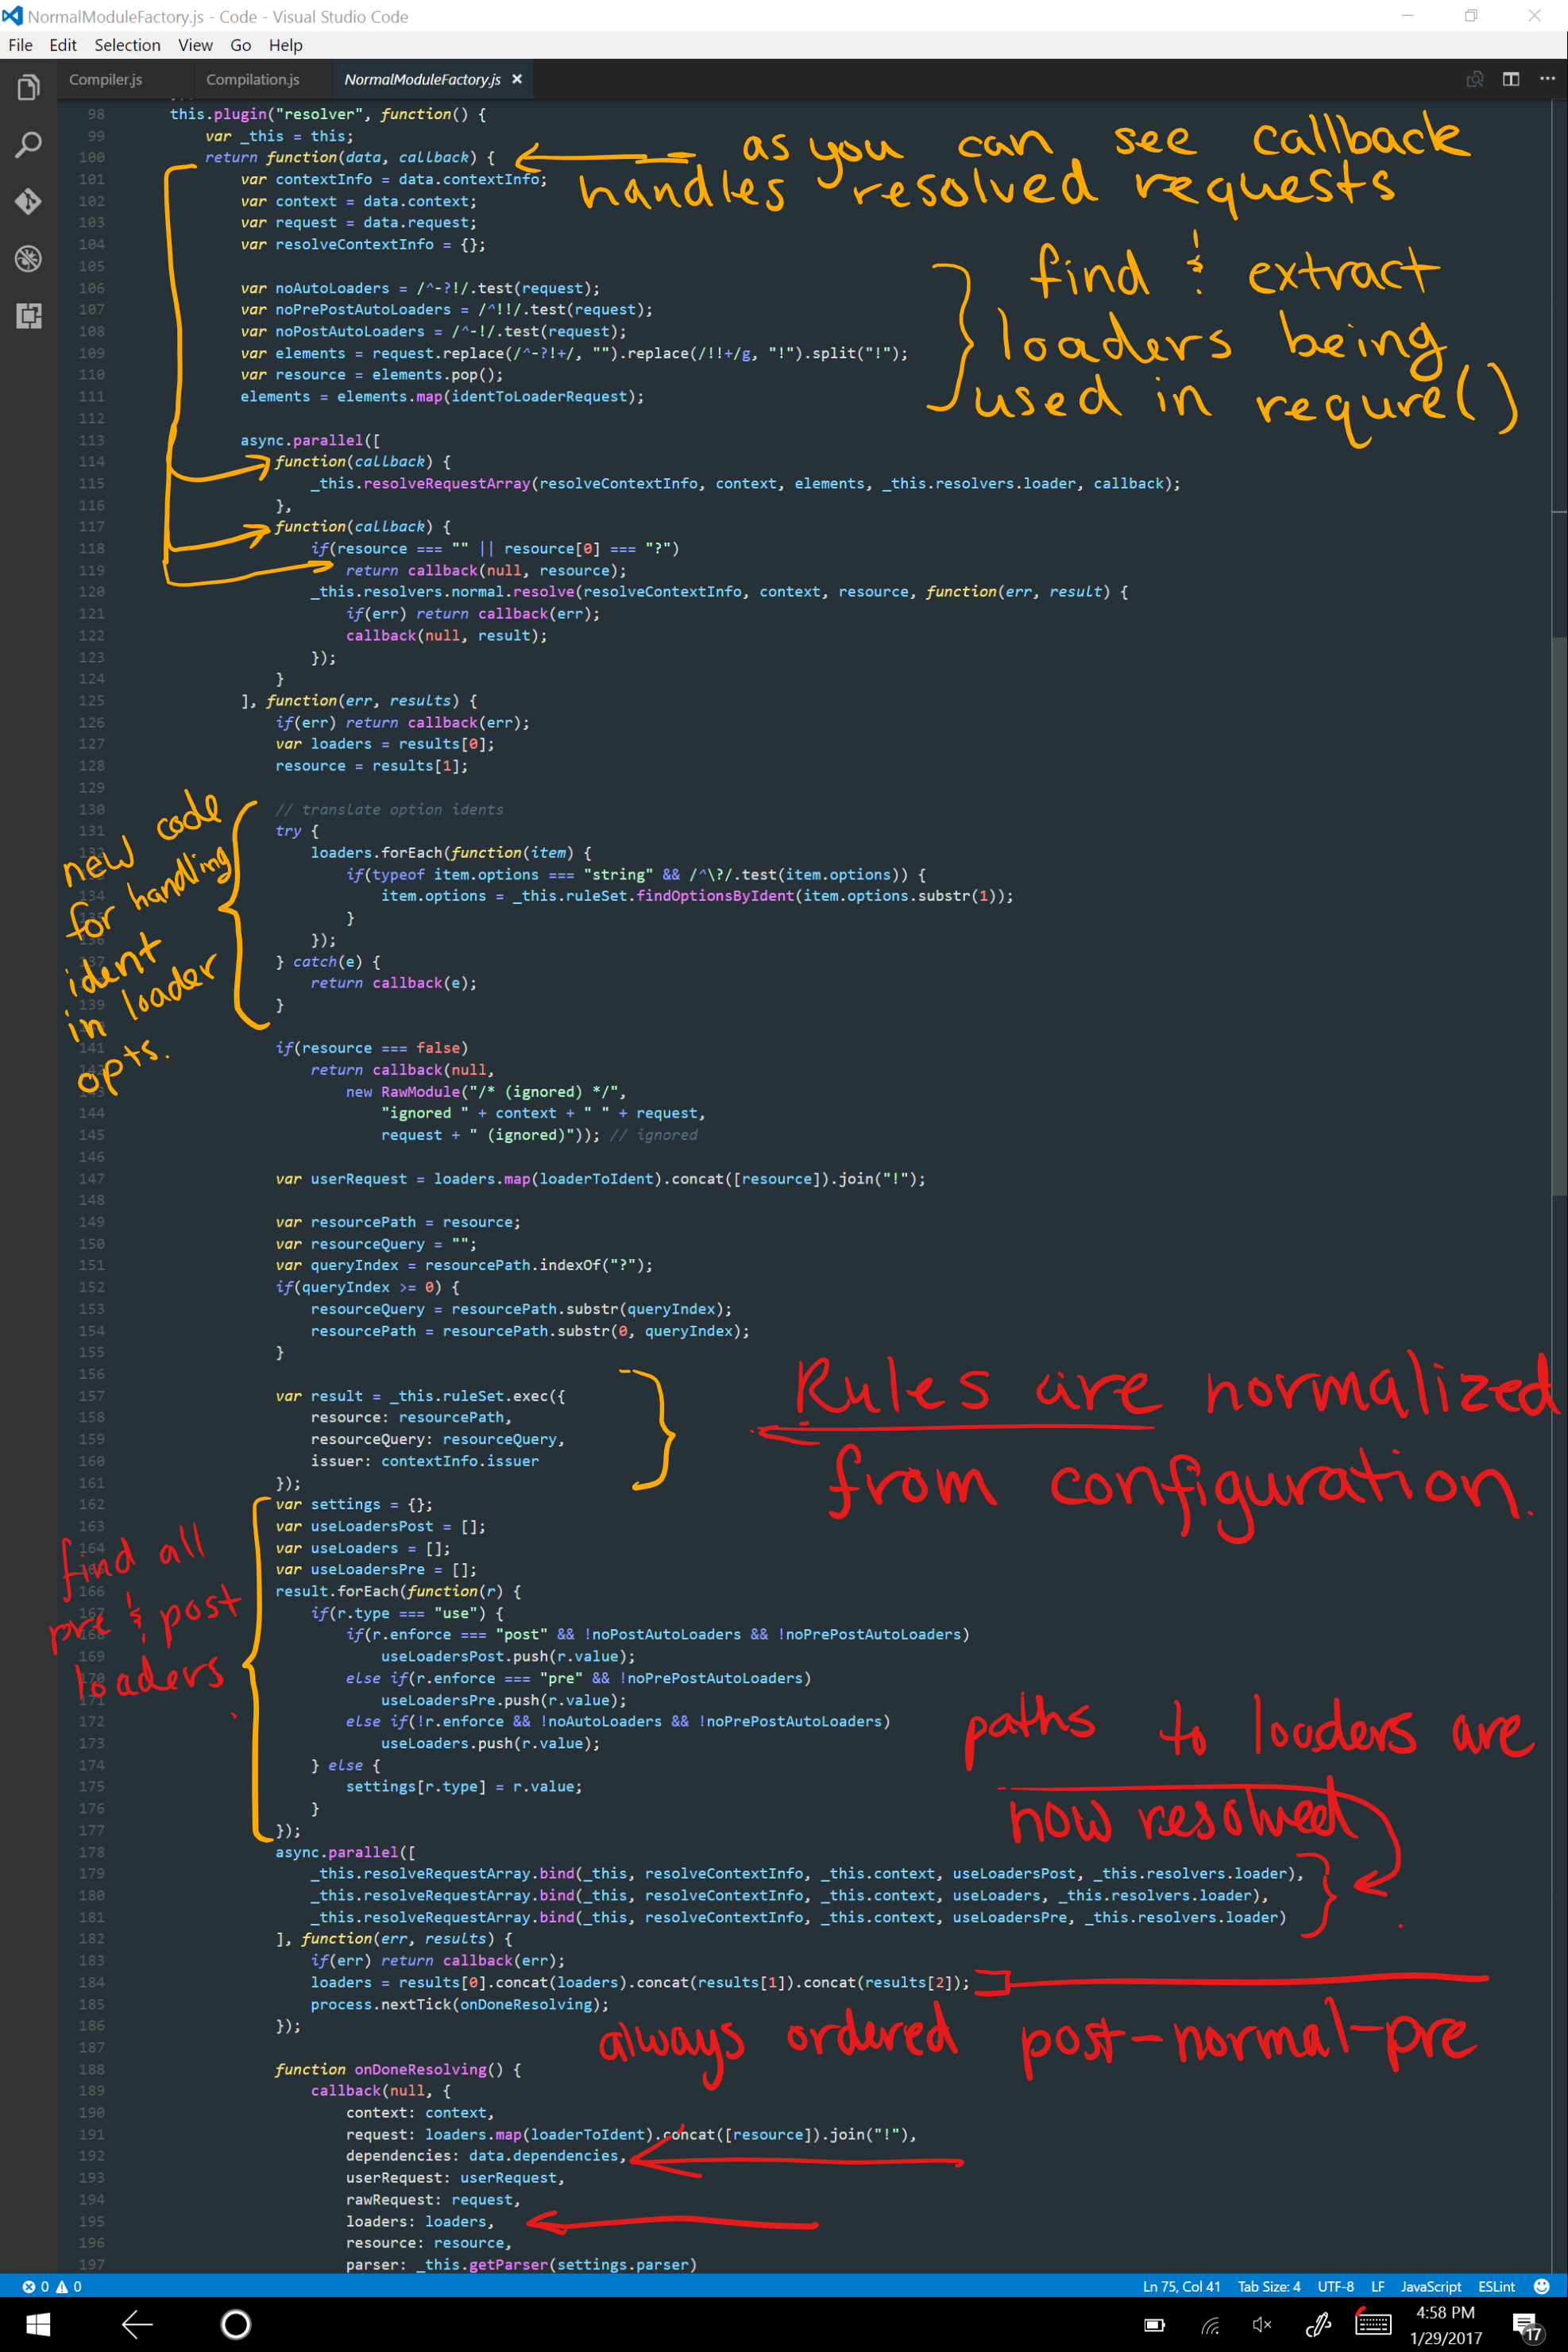 NormalModuleFactory.js - Code - Visual Studio Code
File Edit Selection View Go Help
Compiler.js Compilation.js NormalModuleFactory.js ×
98 this.plugin("resolver", function() {
99 var _this = this;
100 return function(data, callback) {
as you can see callback
101 var contextInfo = data.contextInfo;
handles resolved requests
102 var context = data.context;
103 var request = data.request;
104 var resolveContextInfo = {};
105
find & extract
106 var noAutoLoaders = /^-?!/.test(request);
107 var noPrePostAutoLoaders = /^!!/.test(request);
108 var noPostAutoLoaders = /^-!/.test(request);
loaders being
109 var elements = request.replace(/^-?!+/, "").replace(/!!+/g, "!").split("!");
110 var resource = elements.pop();
111 elements = elements.map(identToLoaderRequest);
used in requre()
112
113 async.parallel([
114 function(callback) {
115 _this.resolveRequestArray(resolveContextInfo, context, elements, _this.resolvers.loader, callback);
116 },
117 function(callback) {
118 if(resource === "" || resource[0] === "?")
119 return callback(null, resource);
120 _this.resolvers.normal.resolve(resolveContextInfo, context, resource, function(err, result) {
121 if(err) return callback(err);
122 callback(null, result);
123 });
124 }
125 ], function(err, results) {
126 if(err) return callback(err);
127 var loaders = results[0];
128 resource = results[1];
129
new code
for handling
ident
in loader
opts.
130 // translate option idents
131 try {
132 loaders.forEach(function(item) {
133 if(typeof item.options === "string" && /^\?/.test(item.options)) {
134 item.options = _this.ruleSet.findOptionsByIdent(item.options.substr(1));
135 }
136 });
137 } catch(e) {
138 return callback(e);
139 }
140
141 if(resource === false)
142 return callback(null,
143 new RawModule("/* (ignored) */",
144 "ignored " + context + " " + request,
145 request + " (ignored)")); // ignored
146
147 var userRequest = loaders.map(loaderToIdent).concat([resource]).join("!");
148
149 var resourcePath = resource;
150 var resourceQuery = "";
151 var queryIndex = resourcePath.indexOf("?");
152 if(queryIndex >= 0) {
153 resourceQuery = resourcePath.substr(queryIndex);
154 resourcePath = resourcePath.substr(0, queryIndex);
155 }
156
Rules are normalized
from configuration.
157 var result = _this.ruleSet.exec({
158 resource: resourcePath,
159 resourceQuery: resourceQuery,
160 issuer: contextInfo.issuer
161 });
find all
pre & post
loaders.
162 var settings = {};
163 var useLoadersPost = [];
164 var useLoaders = [];
165 var useLoadersPre = [];
166 result.forEach(function(r) {
167 if(r.type === "use") {
168 if(r.enforce === "post" && !noPostAutoLoaders && !noPrePostAutoLoaders)
169 useLoadersPost.push(r.value);
170 else if(r.enforce === "pre" && !noPrePostAutoLoaders)
171 useLoadersPre.push(r.value);
172 else if(!r.enforce && !noAutoLoaders && !noPrePostAutoLoaders)
173 useLoaders.push(r.value);
174 } else {
175 settings[r.type] = r.value;
176 }
177 });
paths to loaders are
now resolved
178 async.parallel([
179 _this.resolveRequestArray.bind(_this, resolveContextInfo, _this.context, useLoadersPost, _this.resolvers.loader),
180 _this.resolveRequestArray.bind(_this, resolveContextInfo, _this.context, useLoaders, _this.resolvers.loader),
181 _this.resolveRequestArray.bind(_this, resolveContextInfo, _this.context, useLoadersPre, _this.resolvers.loader)
182 ], function(err, results) {
183 if(err) return callback(err);
184 loaders = results[0].concat(loaders).concat(results[1]).concat(results[2]);
185 process.nextTick(onDoneResolving);
186 });
always ordered post-normal-pre
187
188 function onDoneResolving() {
189 callback(null, {
190 context: context,
191 request: loaders.map(loaderToIdent).concat([resource]).join("!"),
192 dependencies: data.dependencies,
193 userRequest: userRequest,
194 rawRequest: request,
195 loaders: loaders,
196 resource: resource,
197 parser: _this.getParser(settings.parser)
0 0 Ln 75, Col 41 Tab Size: 4 UTF-8 LF JavaScript ESLint
4:58 PM
1/29/2017
17